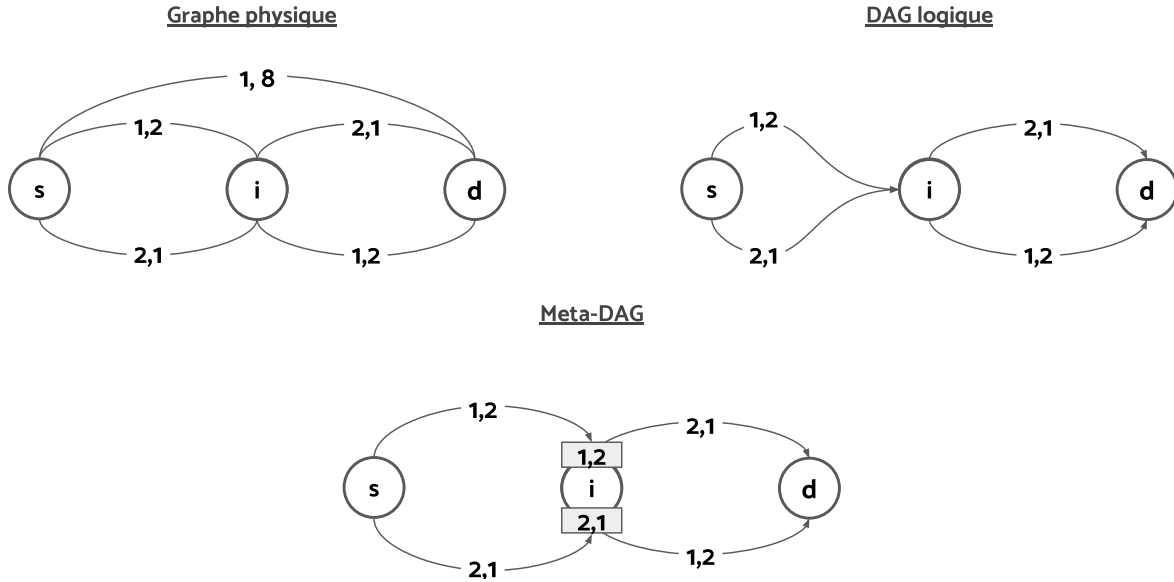 Graphe physique
DAG logique
1, 8
1,2
2,1
s
i
d
2,1
1,2
1,2
2,1
s
i
d
2,1
1,2
Meta-DAG
1,2
2,1
1,2
s
i
d
2,1
2,1
1,2